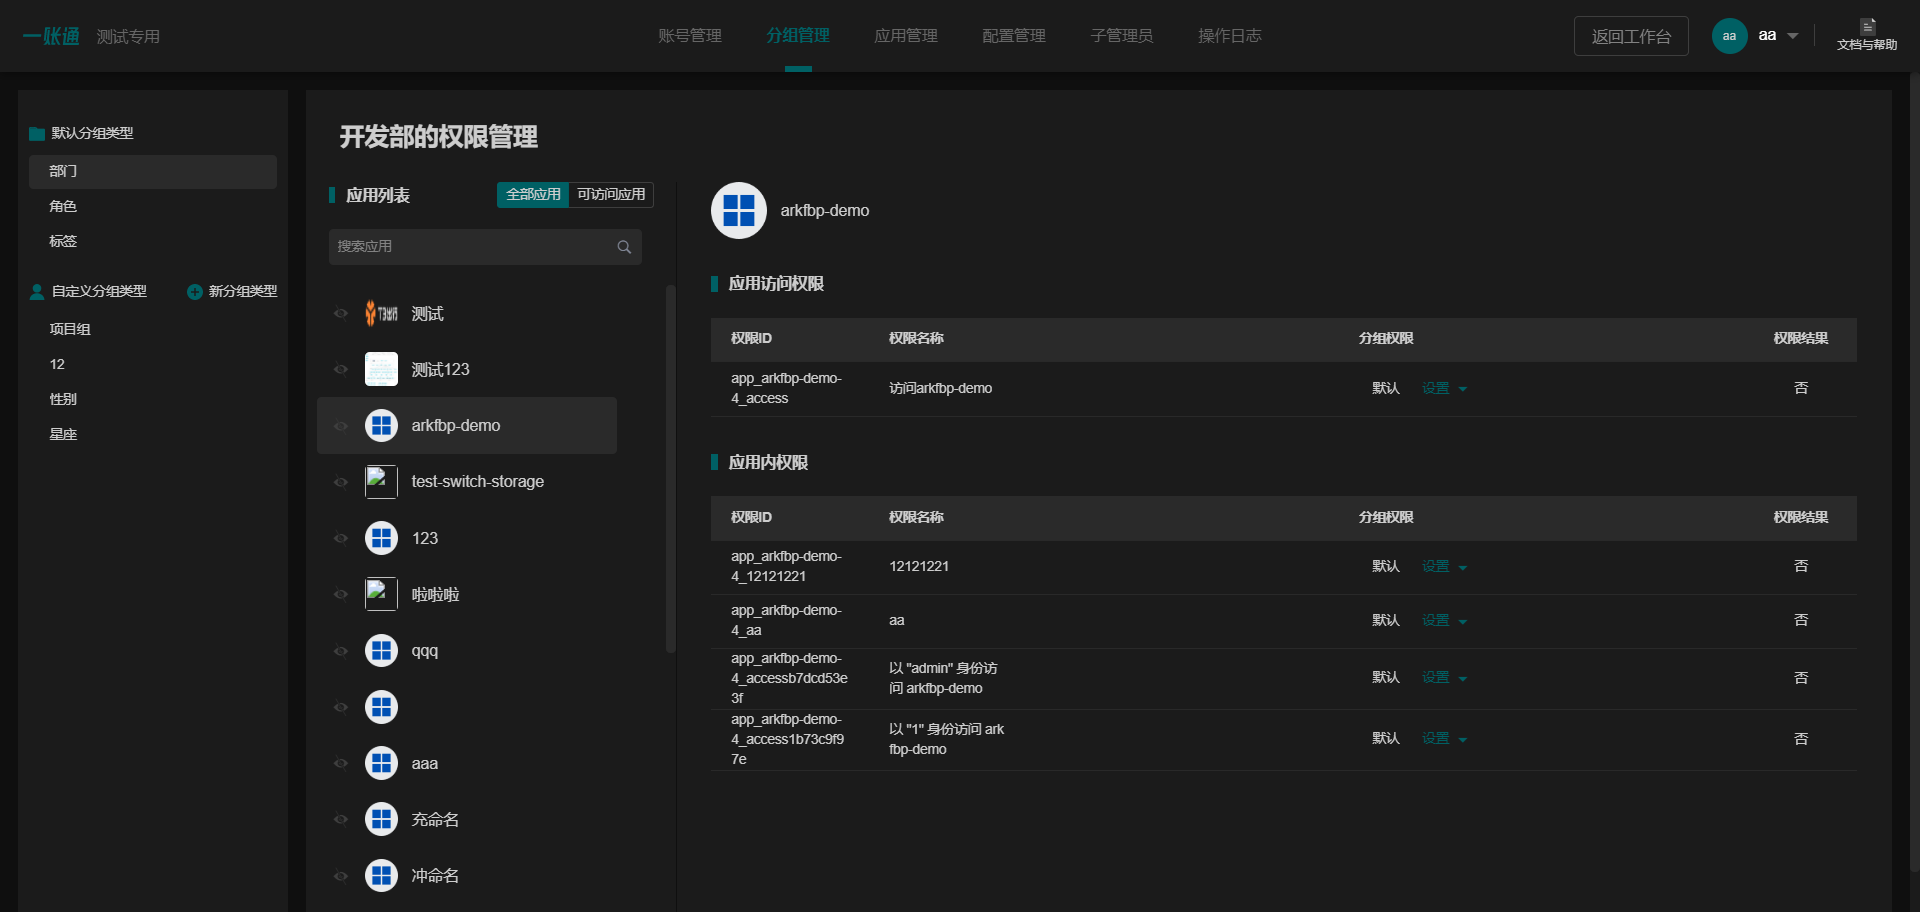 一账通 测试专用
账号管理 分组管理 应用管理 配置管理 子管理员 操作日志
返回工作台
aa aa
文档与帮助
默认分组类型
部门
角色
标签
自定义分组类型 新分组类型
项目组
12
性别
星座
开发部的权限管理
应用列表 全部应用 可访问应用
搜索应用
测试
测试123
arkfbp-demo
test-switch-storage
123
啦啦啦
qqq
aaa
充命名
冲命名
arkfbp-demo
应用访问权限
权限ID 权限名称 分组权限 权限结果
app_arkfbp-demo-
4_access
访问arkfbp-demo 默认 设置 否
应用内权限
权限ID 权限名称 分组权限 权限结果
app_arkfbp-demo-
4_12121221
12121221 默认 设置 否
app_arkfbp-demo-
4_aa
aa 默认 设置 否
app_arkfbp-demo-
4_accessb7dcd53e
3f
以 "admin" 身份访
问 arkfbp-demo
默认 设置 否
app_arkfbp-demo-
4_access1b73c9f9
7e
以 "1" 身份访问 ark
fbp-demo
默认 设置 否